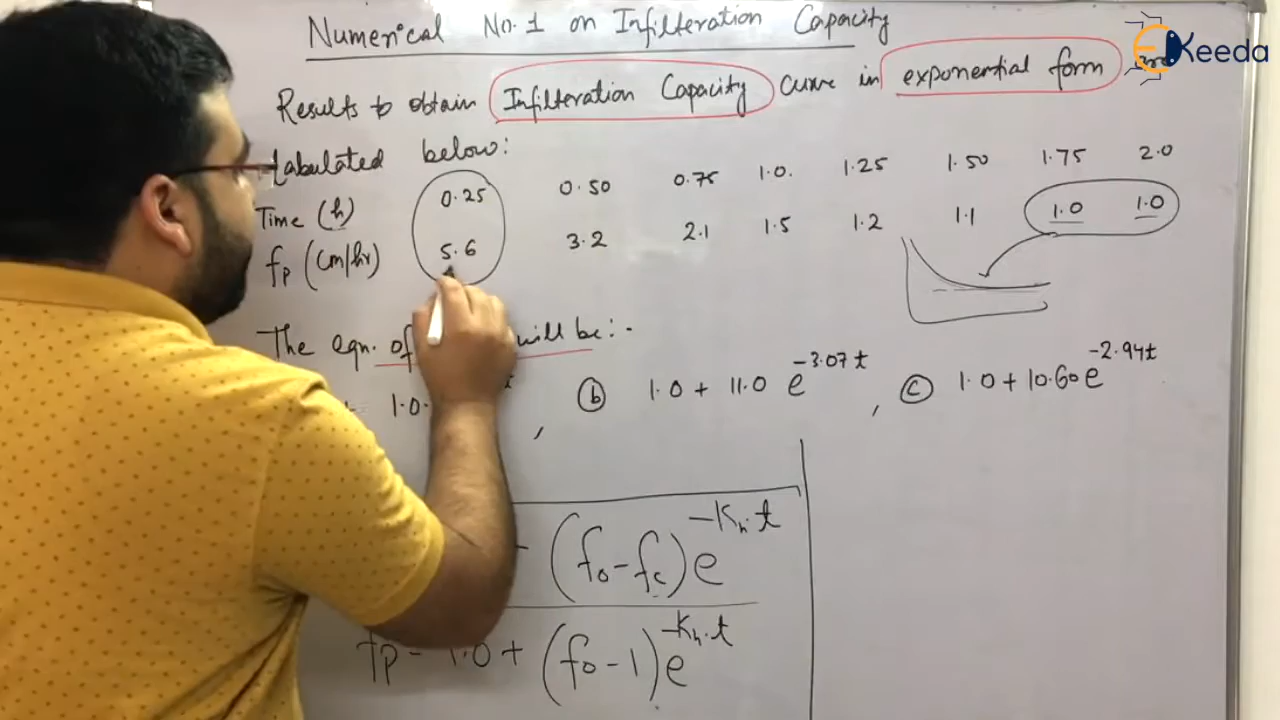 Numerical No.1 on Infilteration Capacity
Keeda
Results to obtain Infilteration Capacity curve in exponential form are
tabulated below:
Time (h) 0.25 0.50 0.75 1.0. 1.25 1.50 1.75 2.0
fp (cm/hr) 5.6 3.2 2.1 1.5 1.2 1.1 1.0 1.0
The eqn. of will be:-
1.0 , (b) 1.0 + 11.0 e^-3.07t , (c) 1.0 + 10.60 e^-2.94t
(fo - fc) e^-Kh.t
fp = 1.0 + (fo - 1) e^-Kh.t